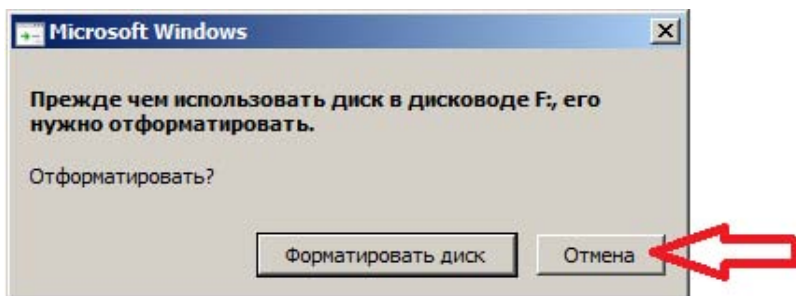 Microsoft Windows
Прежде чем использовать диск в дисководе F:, его
нужно отформатировать.
Отформатировать?
Форматировать диск
Отмена